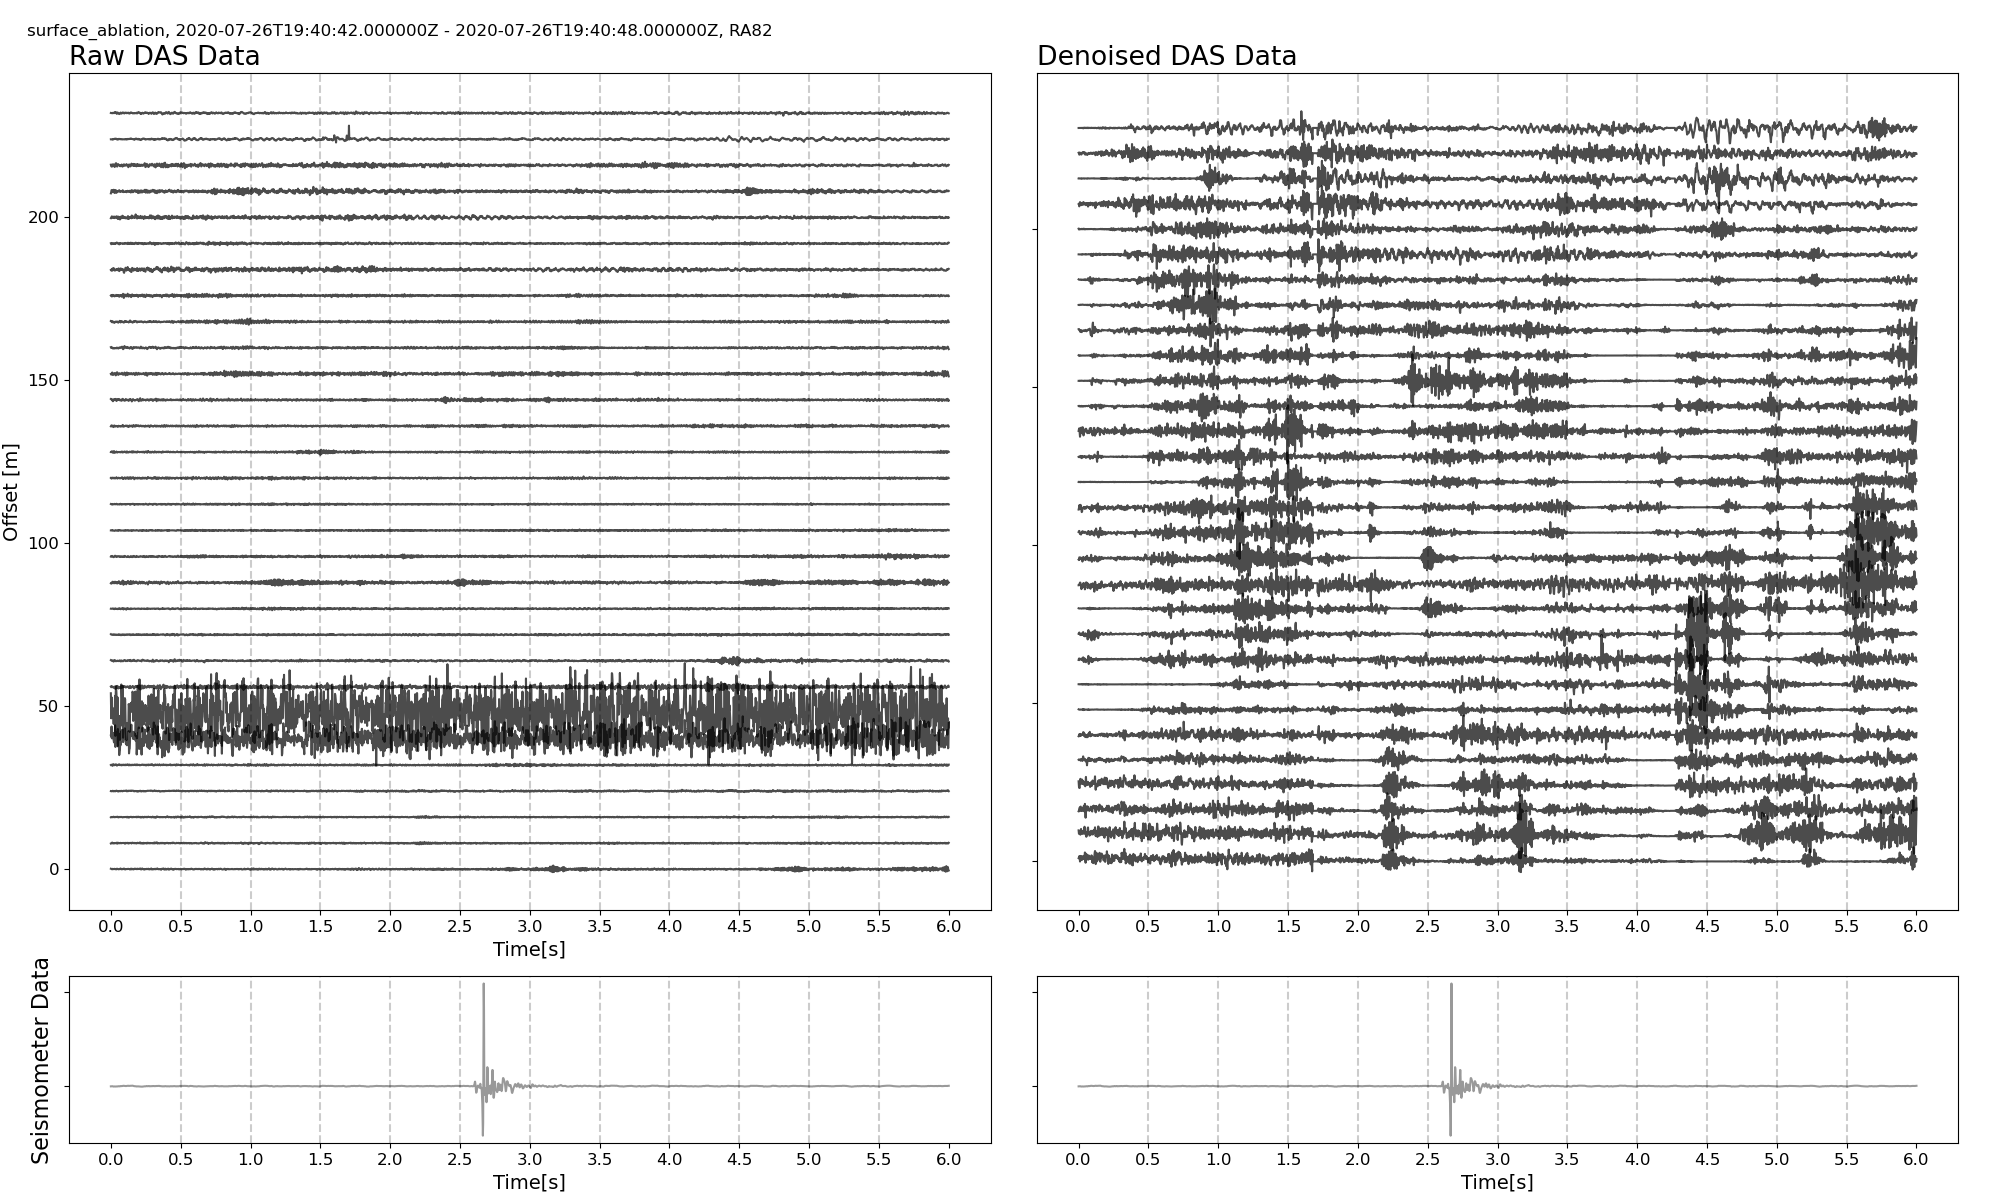 surface_ablation, 2020-07-26T19:40:42.000000Z - 2020-07-26T19:40:48.000000Z, RA82
Raw DAS Data
Denoised DAS Data
Offset [m]
200
150
100
50
0
0.0 0.5 1.0 1.5 2.0 2.5 3.0 3.5 4.0 4.5 5.0 5.5 6.0
Time[s]
0.0 0.5 1.0 1.5 2.0 2.5 3.0 3.5 4.0 4.5 5.0 5.5 6.0
Seismometer Data
0.0 0.5 1.0 1.5 2.0 2.5 3.0 3.5 4.0 4.5 5.0 5.5 6.0
Time[s]
0.0 0.5 1.0 1.5 2.0 2.5 3.0 3.5 4.0 4.5 5.0 5.5 6.0
Time[s]